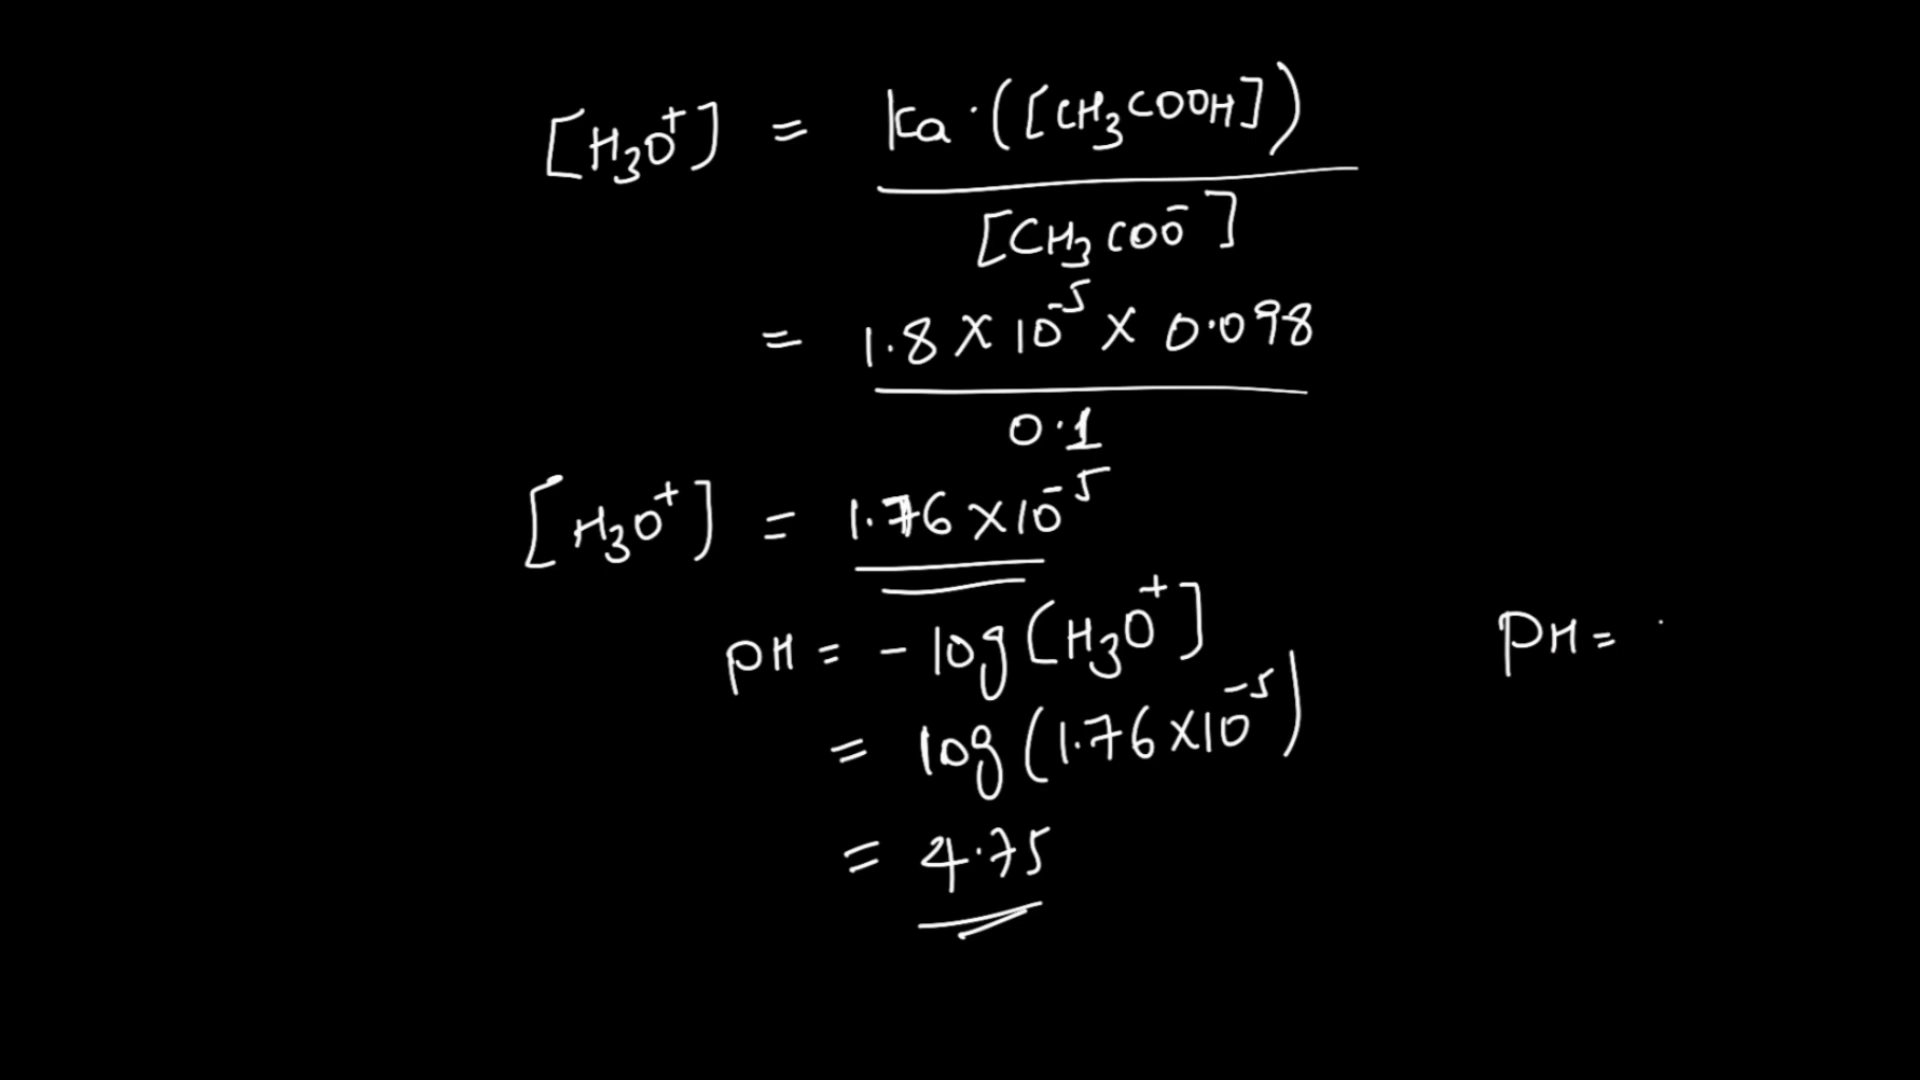 [H₃O⁺] = ka · ([CH₃COOH])
[CH₃COO⁻]
= 1.8 × 10⁻⁵ × 0.098
0.1
[H₃O⁺] = 1.76 × 10⁻⁵
pH = - log [H₃O⁺]
PH =
= log (1.76 × 10⁻⁵)
= 4.75